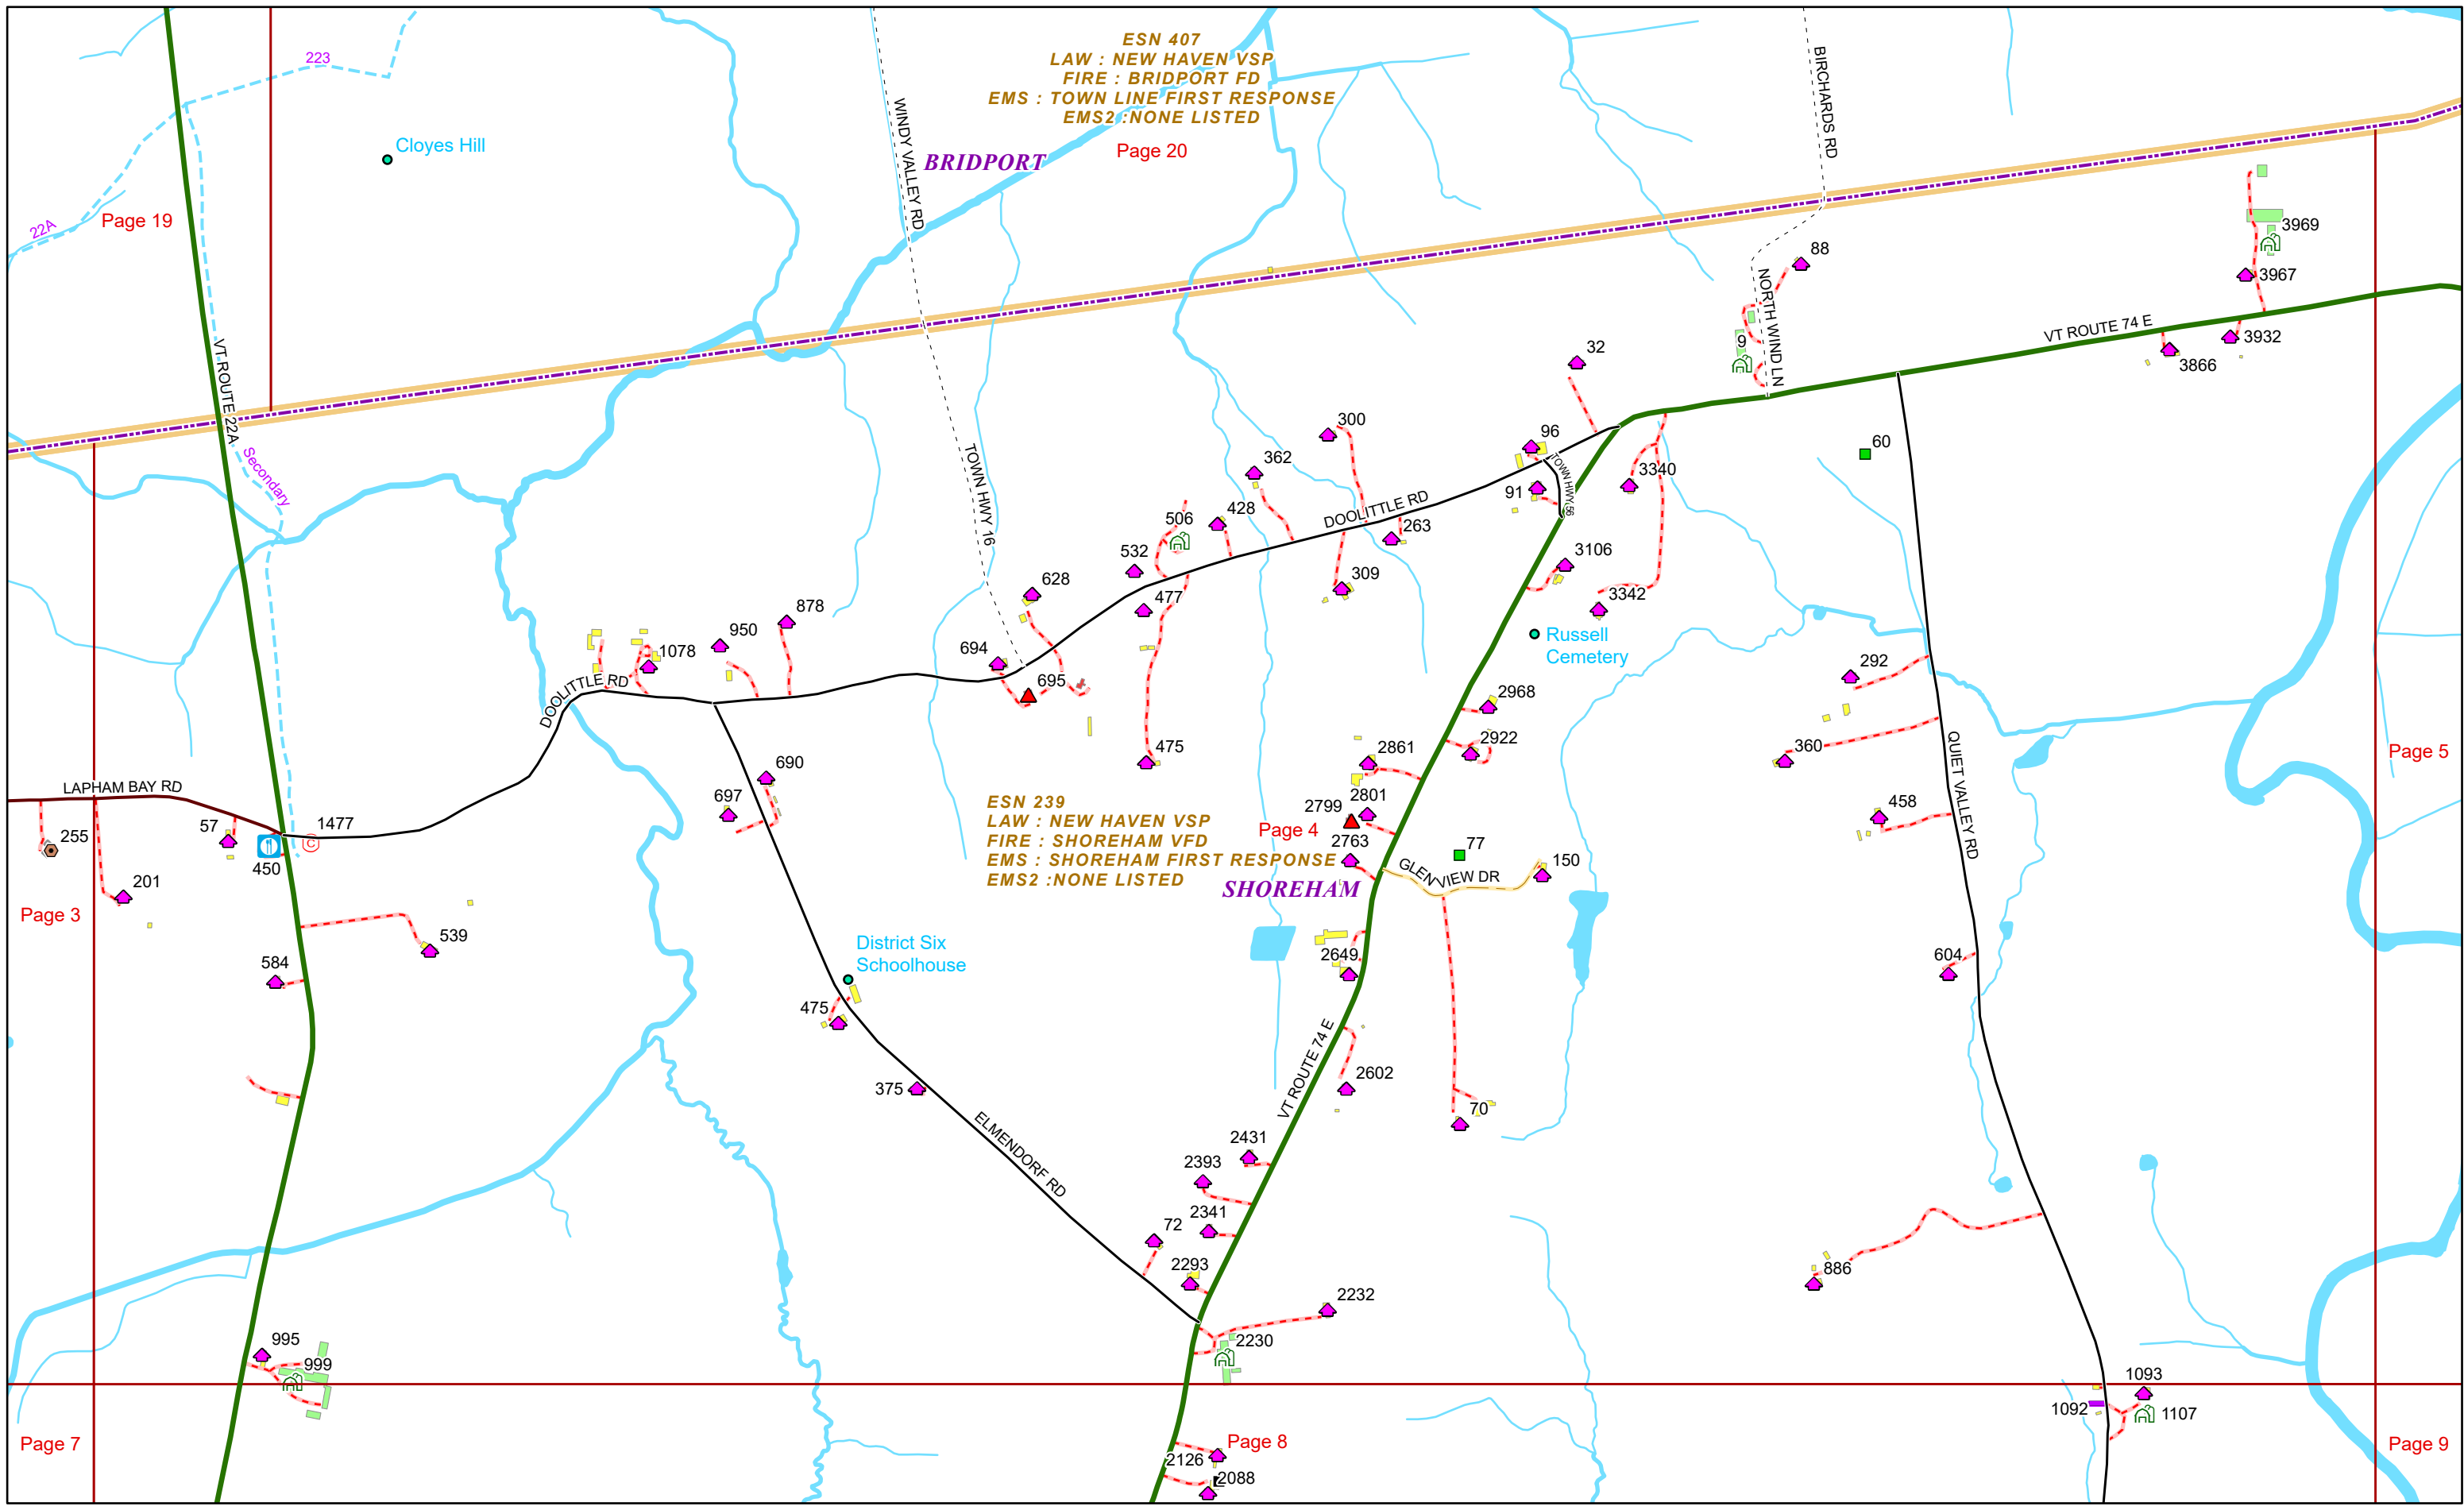 ESN 407
LAW : NEW HAVEN VSP
FIRE : BRIDPORT FD
EMS : TOWN LINE FIRST RESPONSE
EMS2 :NONE LISTED
223
Cloyes Hill
WINDY VALLEY RD
BRIDPORT
Page 20
BIRCHARDS RD
22A
Page 19
3969
88
3967
NORTH WIND LN
VT ROUTE 74 E
9
3932
32
3866
VT ROUTE 22A
Secondary
300
96
60
362
3340
TOWN HWY 16
TOWN HWY 56
91
DOOLITTLE RD
428
506
263
532
3106
628
309
477
3342
878
950
Russell
Cemetery
1078
694
292
695
DOOLITTLE RD
2968
2922
475
2861
360
QUIET VALLEY RD
Page 5
690
LAPHAM BAY RD
697
ESN 239
LAW : NEW HAVEN VSP
FIRE : SHOREHAM VFD
EMS : SHOREHAM FIRST RESPONSE
EMS2 :NONE LISTED
2799
2801
458
57
1477
C
255
Page 4
2763
77
450
150
GLEN VIEW DR
SHOREHAM
201
Page 3
539
District Six
Schoolhouse
584
2649
604
475
VT ROUTE 74 E
2602
375
70
ELMENDORF RD
2431
2393
2341
72
2293
886
2232
995
2230
999
1093
1092
1107
Page 7
Page 8
2126
2088
Page 9